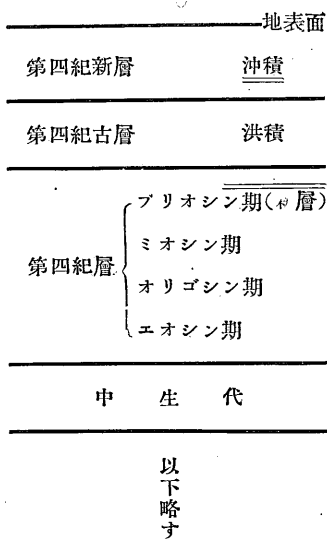 地表面
第四紀新層 沖積
第四紀古層 洪積
第四紀層
プリオシン期(層)
ミオシン期
オリゴシン期
エオシン期
中生代
以下略す